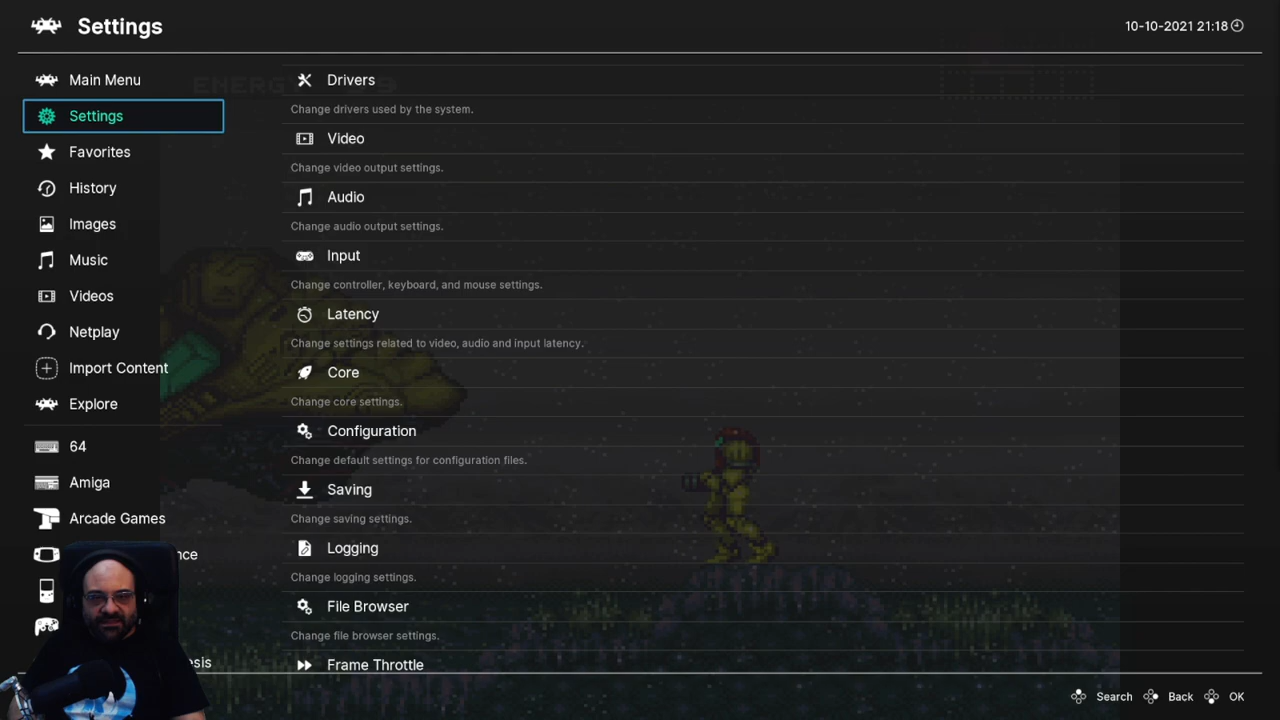 Settings
10-10-2021 21:18
Main Menu
Settings
Favorites
History
Images
Music
Videos
Netplay
Import Content
Explore
64
Amiga
Arcade Games
nce
esis
ENERGY 99
Drivers
Change drivers used by the system.
Video
Change video output settings.
Audio
Change audio output settings.
Input
Change controller, keyboard, and mouse settings.
Latency
Change settings related to video, audio and input latency.
Core
Change core settings.
Configuration
Change default settings for configuration files.
Saving
Change saving settings.
Logging
Change logging settings.
File Browser
Change file browser settings.
Frame Throttle
Search
Back
OK